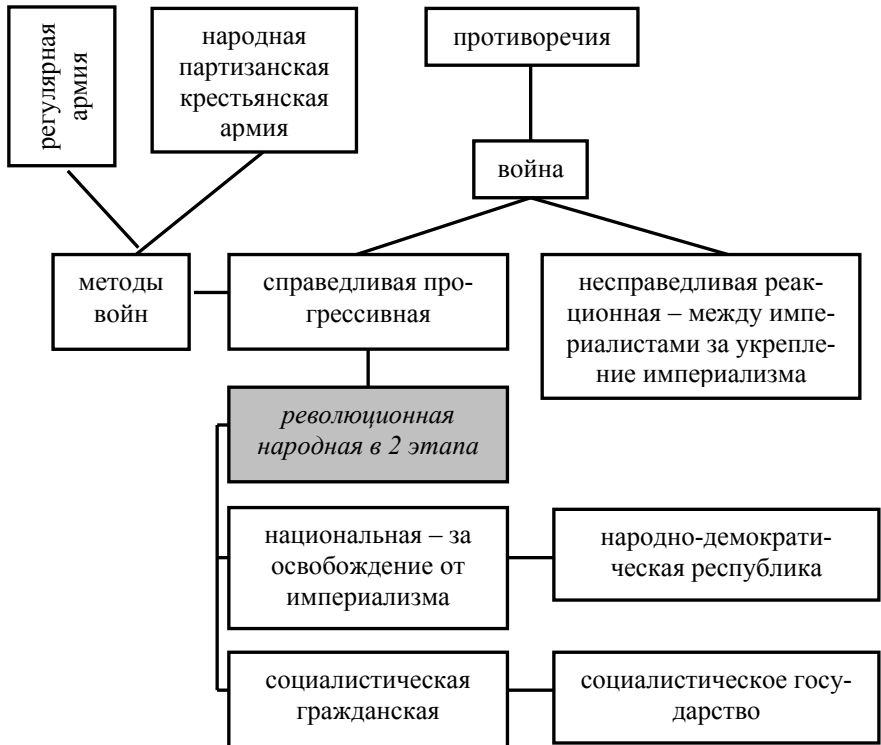 регулярная
армия
народная
партизанская
крестьянская
армия
противоречия
война
методы
войн
справедливая про-
грессивная
несправедливая реак-
ционная – между импе-
риалистами за укрепле-
ние империализма
революционная
народная в 2 этапа
национальная – за
освобождение от
империализма
народно-демократи-
ческая республика
социалистическая
гражданская
социалистическое госу-
дарство